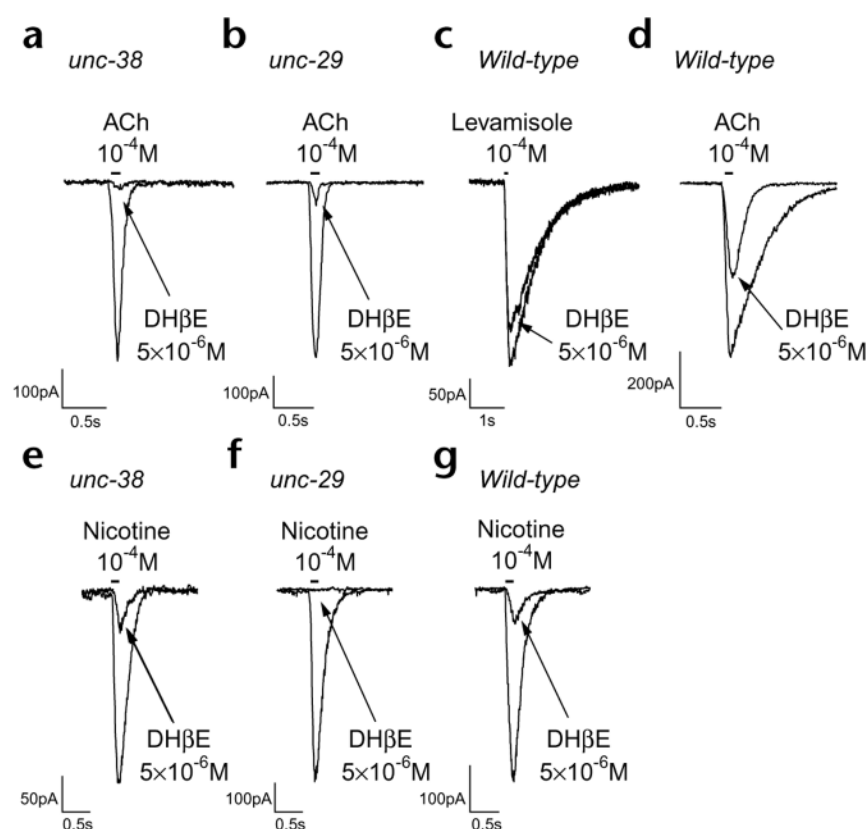 a
unc-38
ACh
10⁻⁴M
DHβE
5×10⁻⁶M
100pA
0.5s
b
unc-29
ACh
10⁻⁴M
DHβE
5×10⁻⁶M
100pA
0.5s
c
Wild-type
Levamisole
10⁻⁴M
DHβE
5×10⁻⁶M
50pA
1s
d
Wild-type
ACh
10⁻⁴M
DHβE
5×10⁻⁶M
200pA
0.5s
e
unc-38
Nicotine
10⁻⁴M
DHβE
5×10⁻⁶M
50pA
0.5s
f
unc-29
Nicotine
10⁻⁴M
DHβE
5×10⁻⁶M
100pA
0.5s
g
Wild-type
Nicotine
10⁻⁴M
DHβE
5×10⁻⁶M
100pA
0.5s